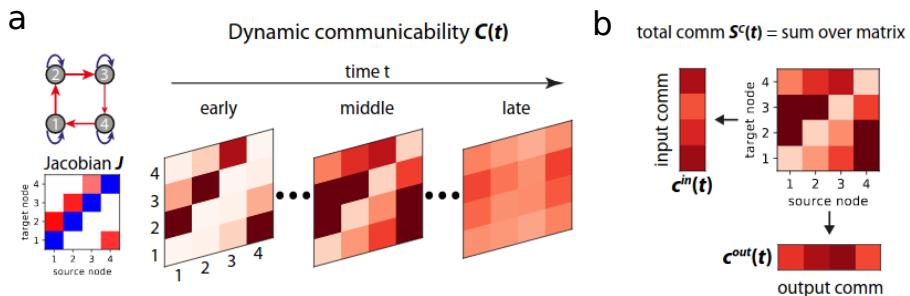 a
Dynamic communicability C(t)
time t
early
middle
late
2
3
1
4
Jacobian J
target node
4
3
2
1
1 2 3 4
source node
4
3
2
1
1 2 3 4
b
total comm S^c(t) = sum over matrix
input comm
c^in(t)
target node
4
3
2
1
1 2 3 4
source node
c^out(t)
output comm